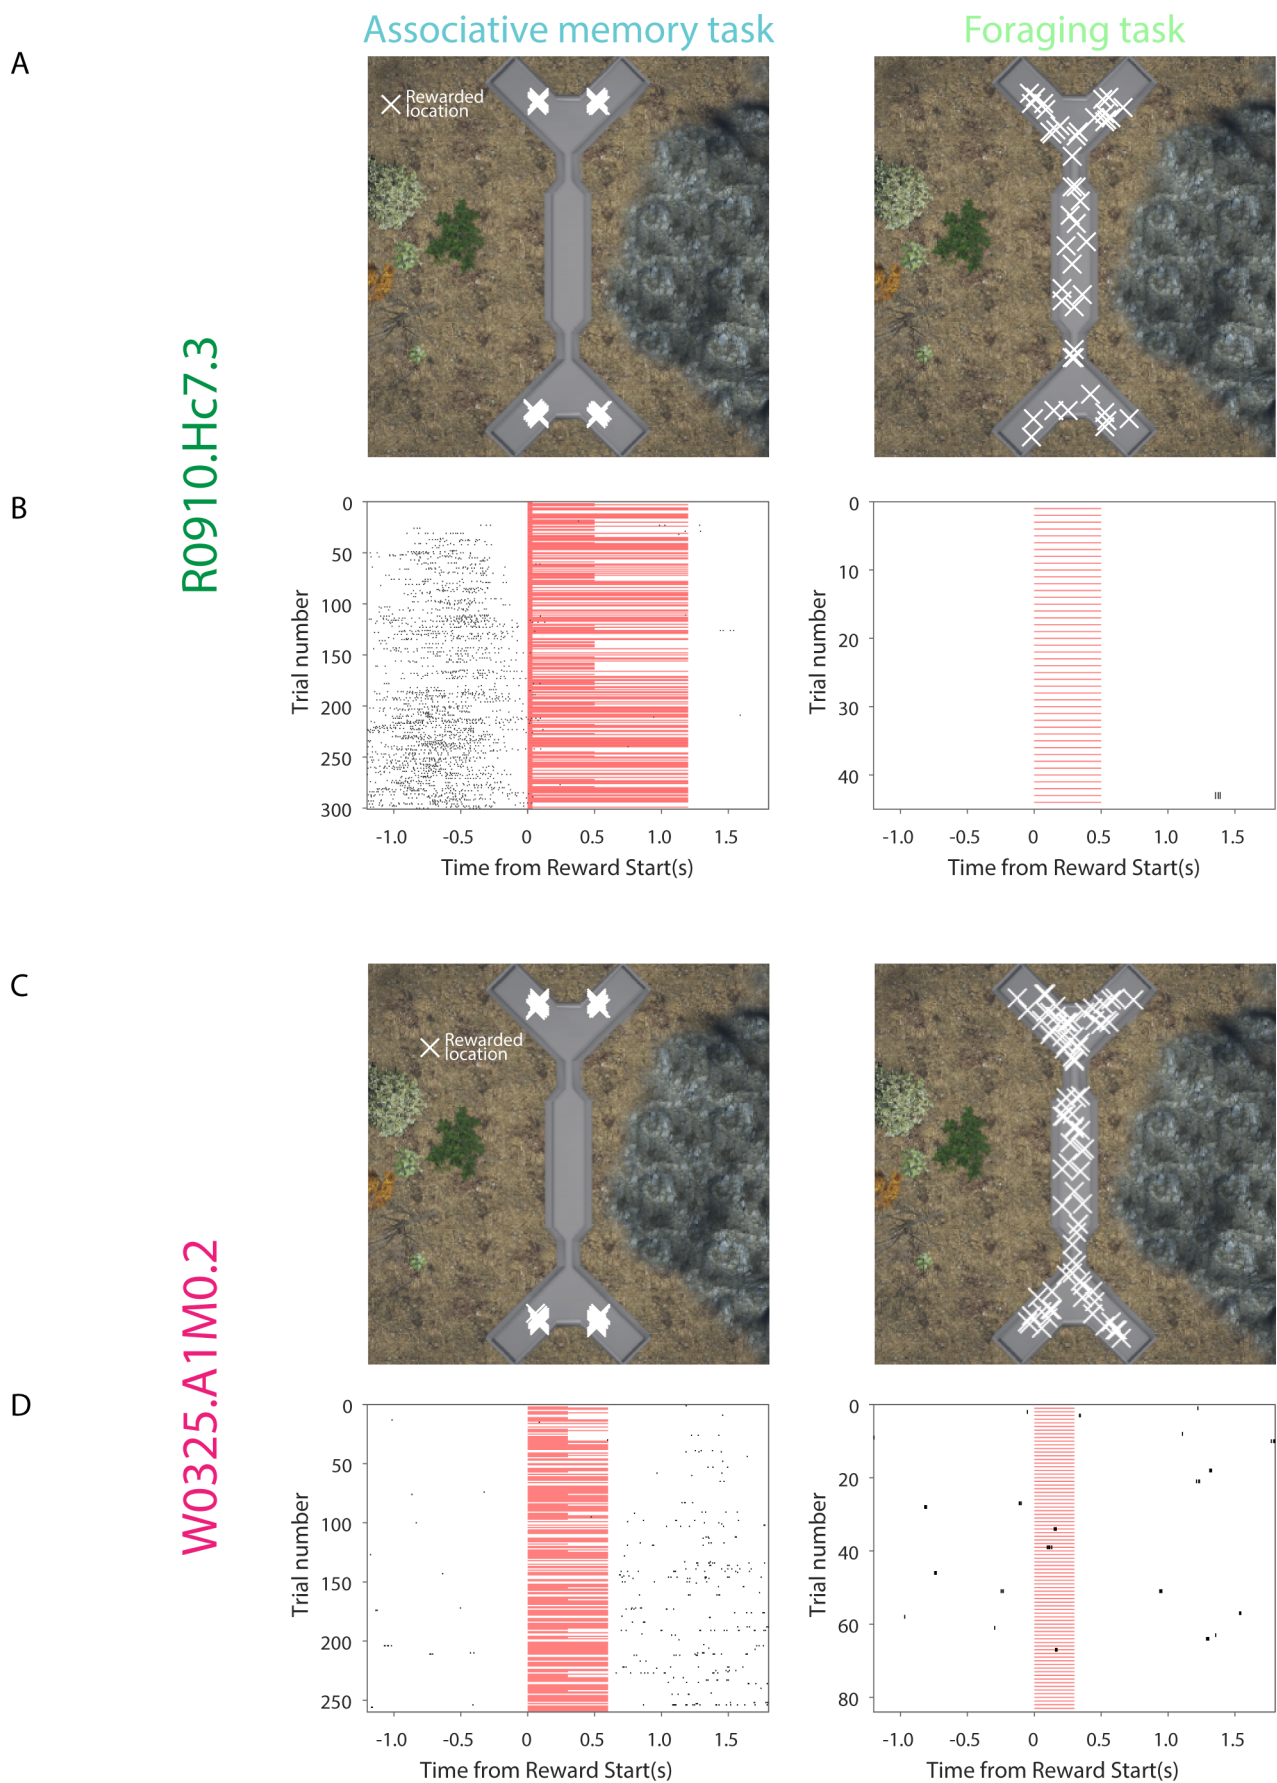 Associative memory task
Foraging task
A
Rewarded
location
R0910.Hc7.3
B
0
50
100
150
200
250
300
Trial number
-1.0 -0.5 0 0.5 1.0 1.5
Time from Reward Start(s)
0
10
20
30
40
Trial number
-1.0 -0.5 0 0.5 1.0 1.5
Time from Reward Start(s)
C
Rewarded
location
W0325.A1M0.2
D
0
50
100
150
200
250
Trial number
-1.0 -0.5 0 0.5 1.0 1.5
Time from Reward Start(s)
0
20
40
60
80
Trial number
-1.0 -0.5 0 0.5 1.0 1.5
Time from Reward Start(s)